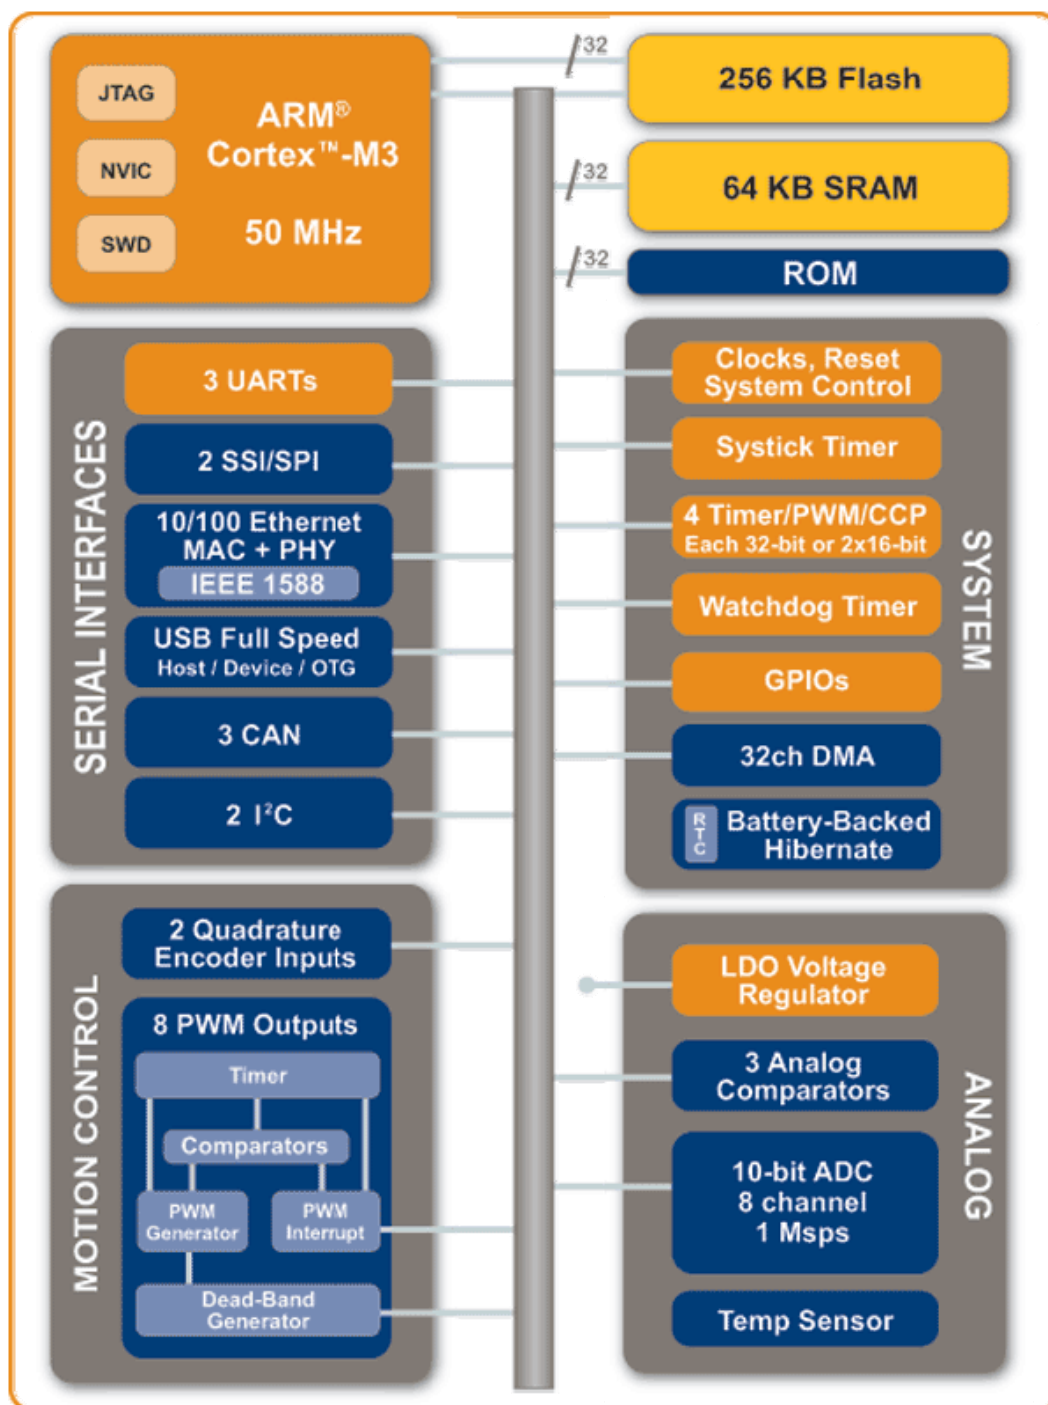 JTAG
NVIC
SWD
ARM®
Cortex™-M3
50 MHz
32
256 KB Flash
32
64 KB SRAM
32
ROM
SERIAL INTERFACES
3 UARTs
2 SSI/SPI
10/100 Ethernet
MAC + PHY
IEEE 1588
USB Full Speed
Host / Device / OTG
3 CAN
2 I²C
SYSTEM
Clocks, Reset
System Control
Systick Timer
4 Timer/PWM/CCP
Each 32-bit or 2x16-bit
Watchdog Timer
GPIOs
32ch DMA
RTC
Battery-Backed
Hibernate
MOTION CONTROL
2 Quadrature
Encoder Inputs
8 PWM Outputs
Timer
Comparators
PWM
Generator
PWM
Interrupt
Dead-Band
Generator
ANALOG
LDO Voltage
Regulator
3 Analog
Comparators
10-bit ADC
8 channel
1 Msps
Temp Sensor